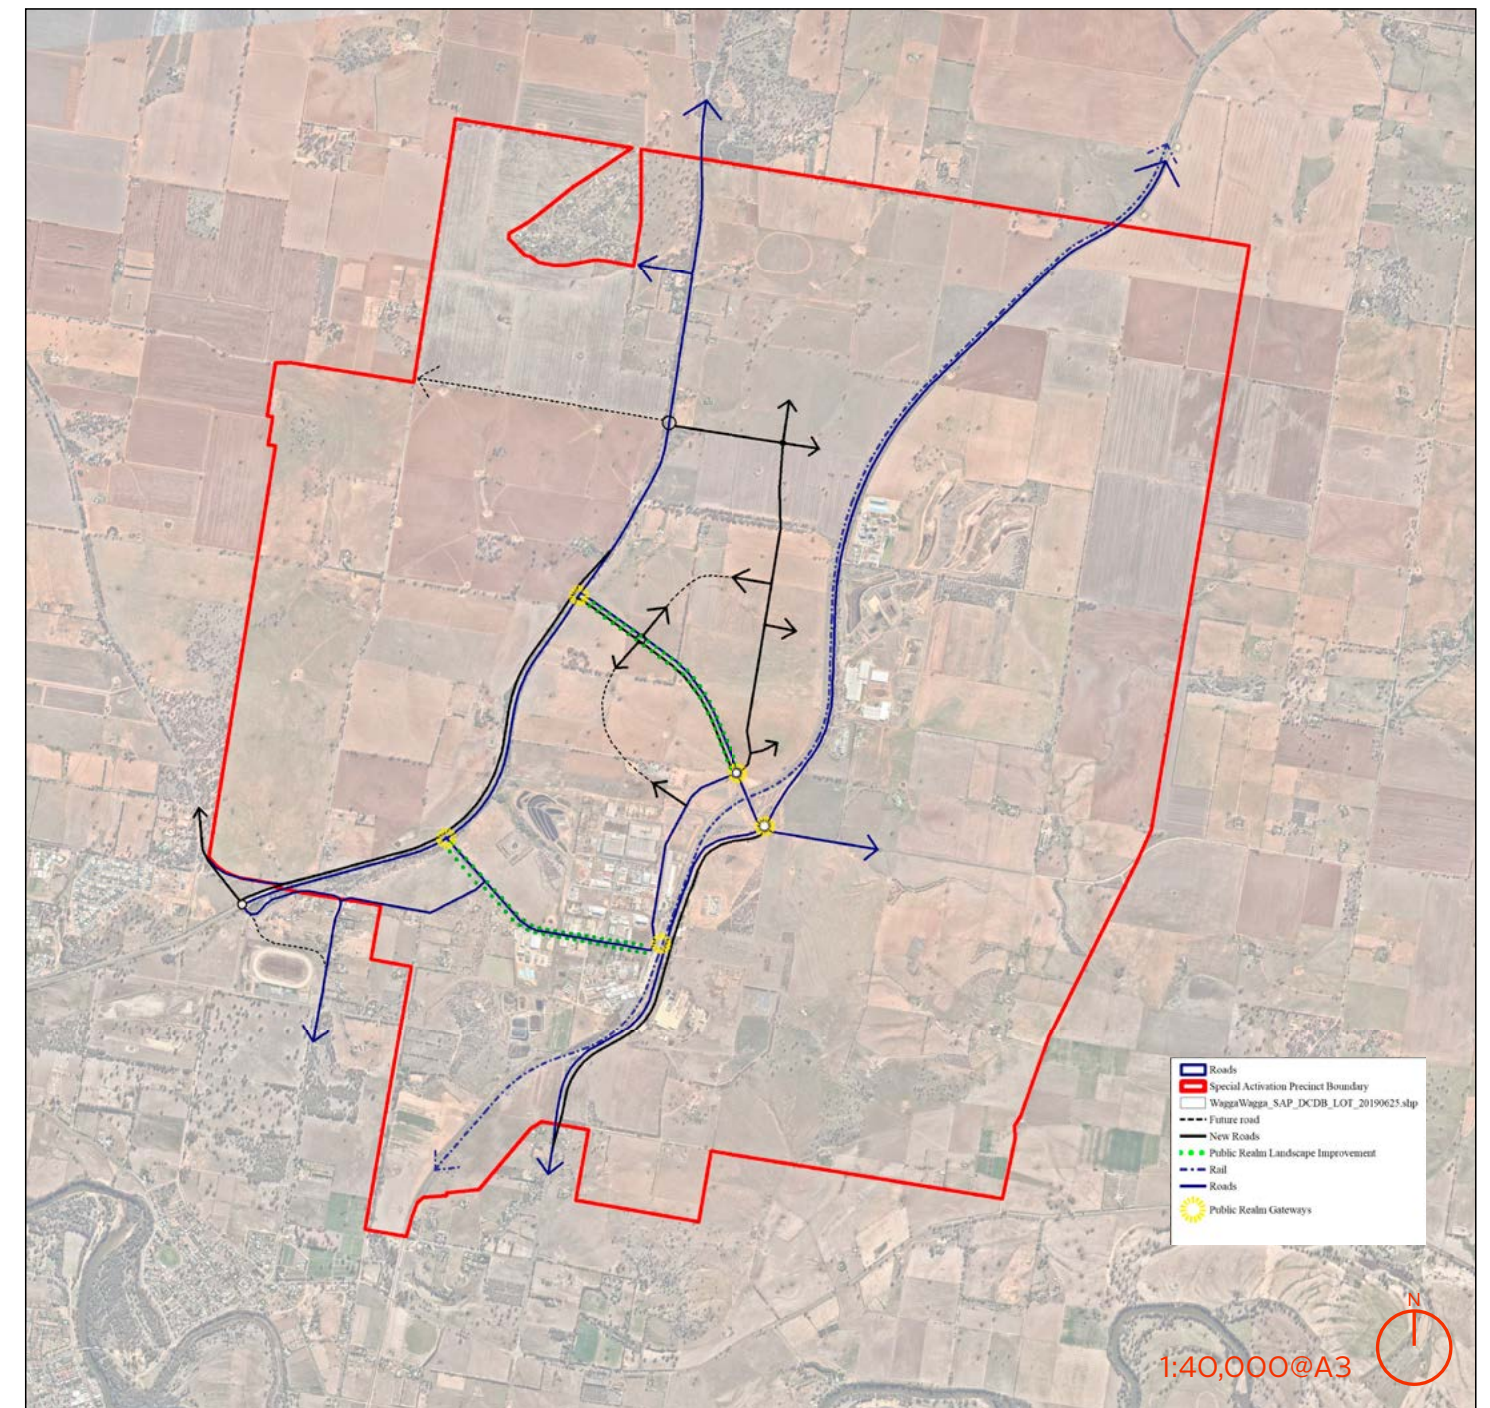 Roads
Special Activation Precinct Boundary
WaggaWagga_SAP_DCDB_LOT_20190625.shp
Future road
New Roads
Public Realm Landscape Improvement
Rail
Roads
Public Realm Gateways
N
1:40,000@A3